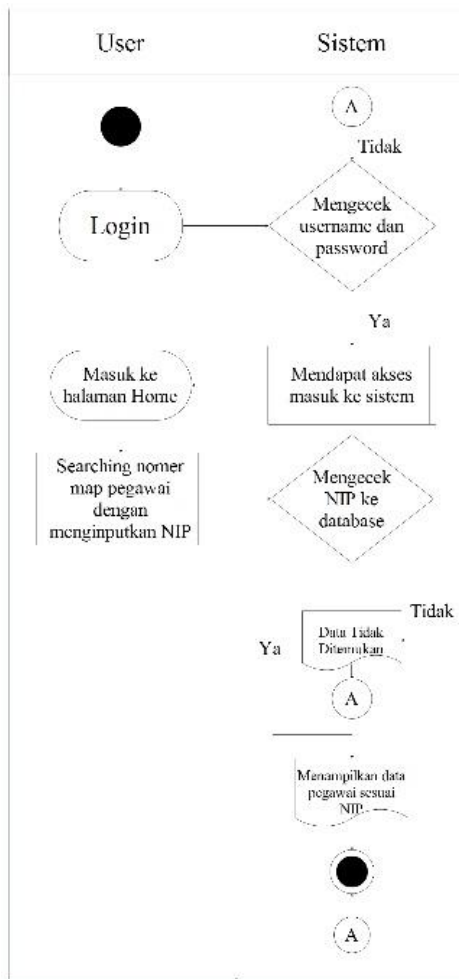 User
Sistem
A
Tidak
Login
Mengecek
username dan
password
Ya
Masuk ke
halaman Home
Mendapat akses
masuk ke sistem
Searching nomer
map pegawai
dengan
menginputkan NIP
Mengecek
NIP ke
database
Tidak
Ya
Data Tidak
Ditemukan
A
Menampilkan data
pegawai sesuai
NIP
A